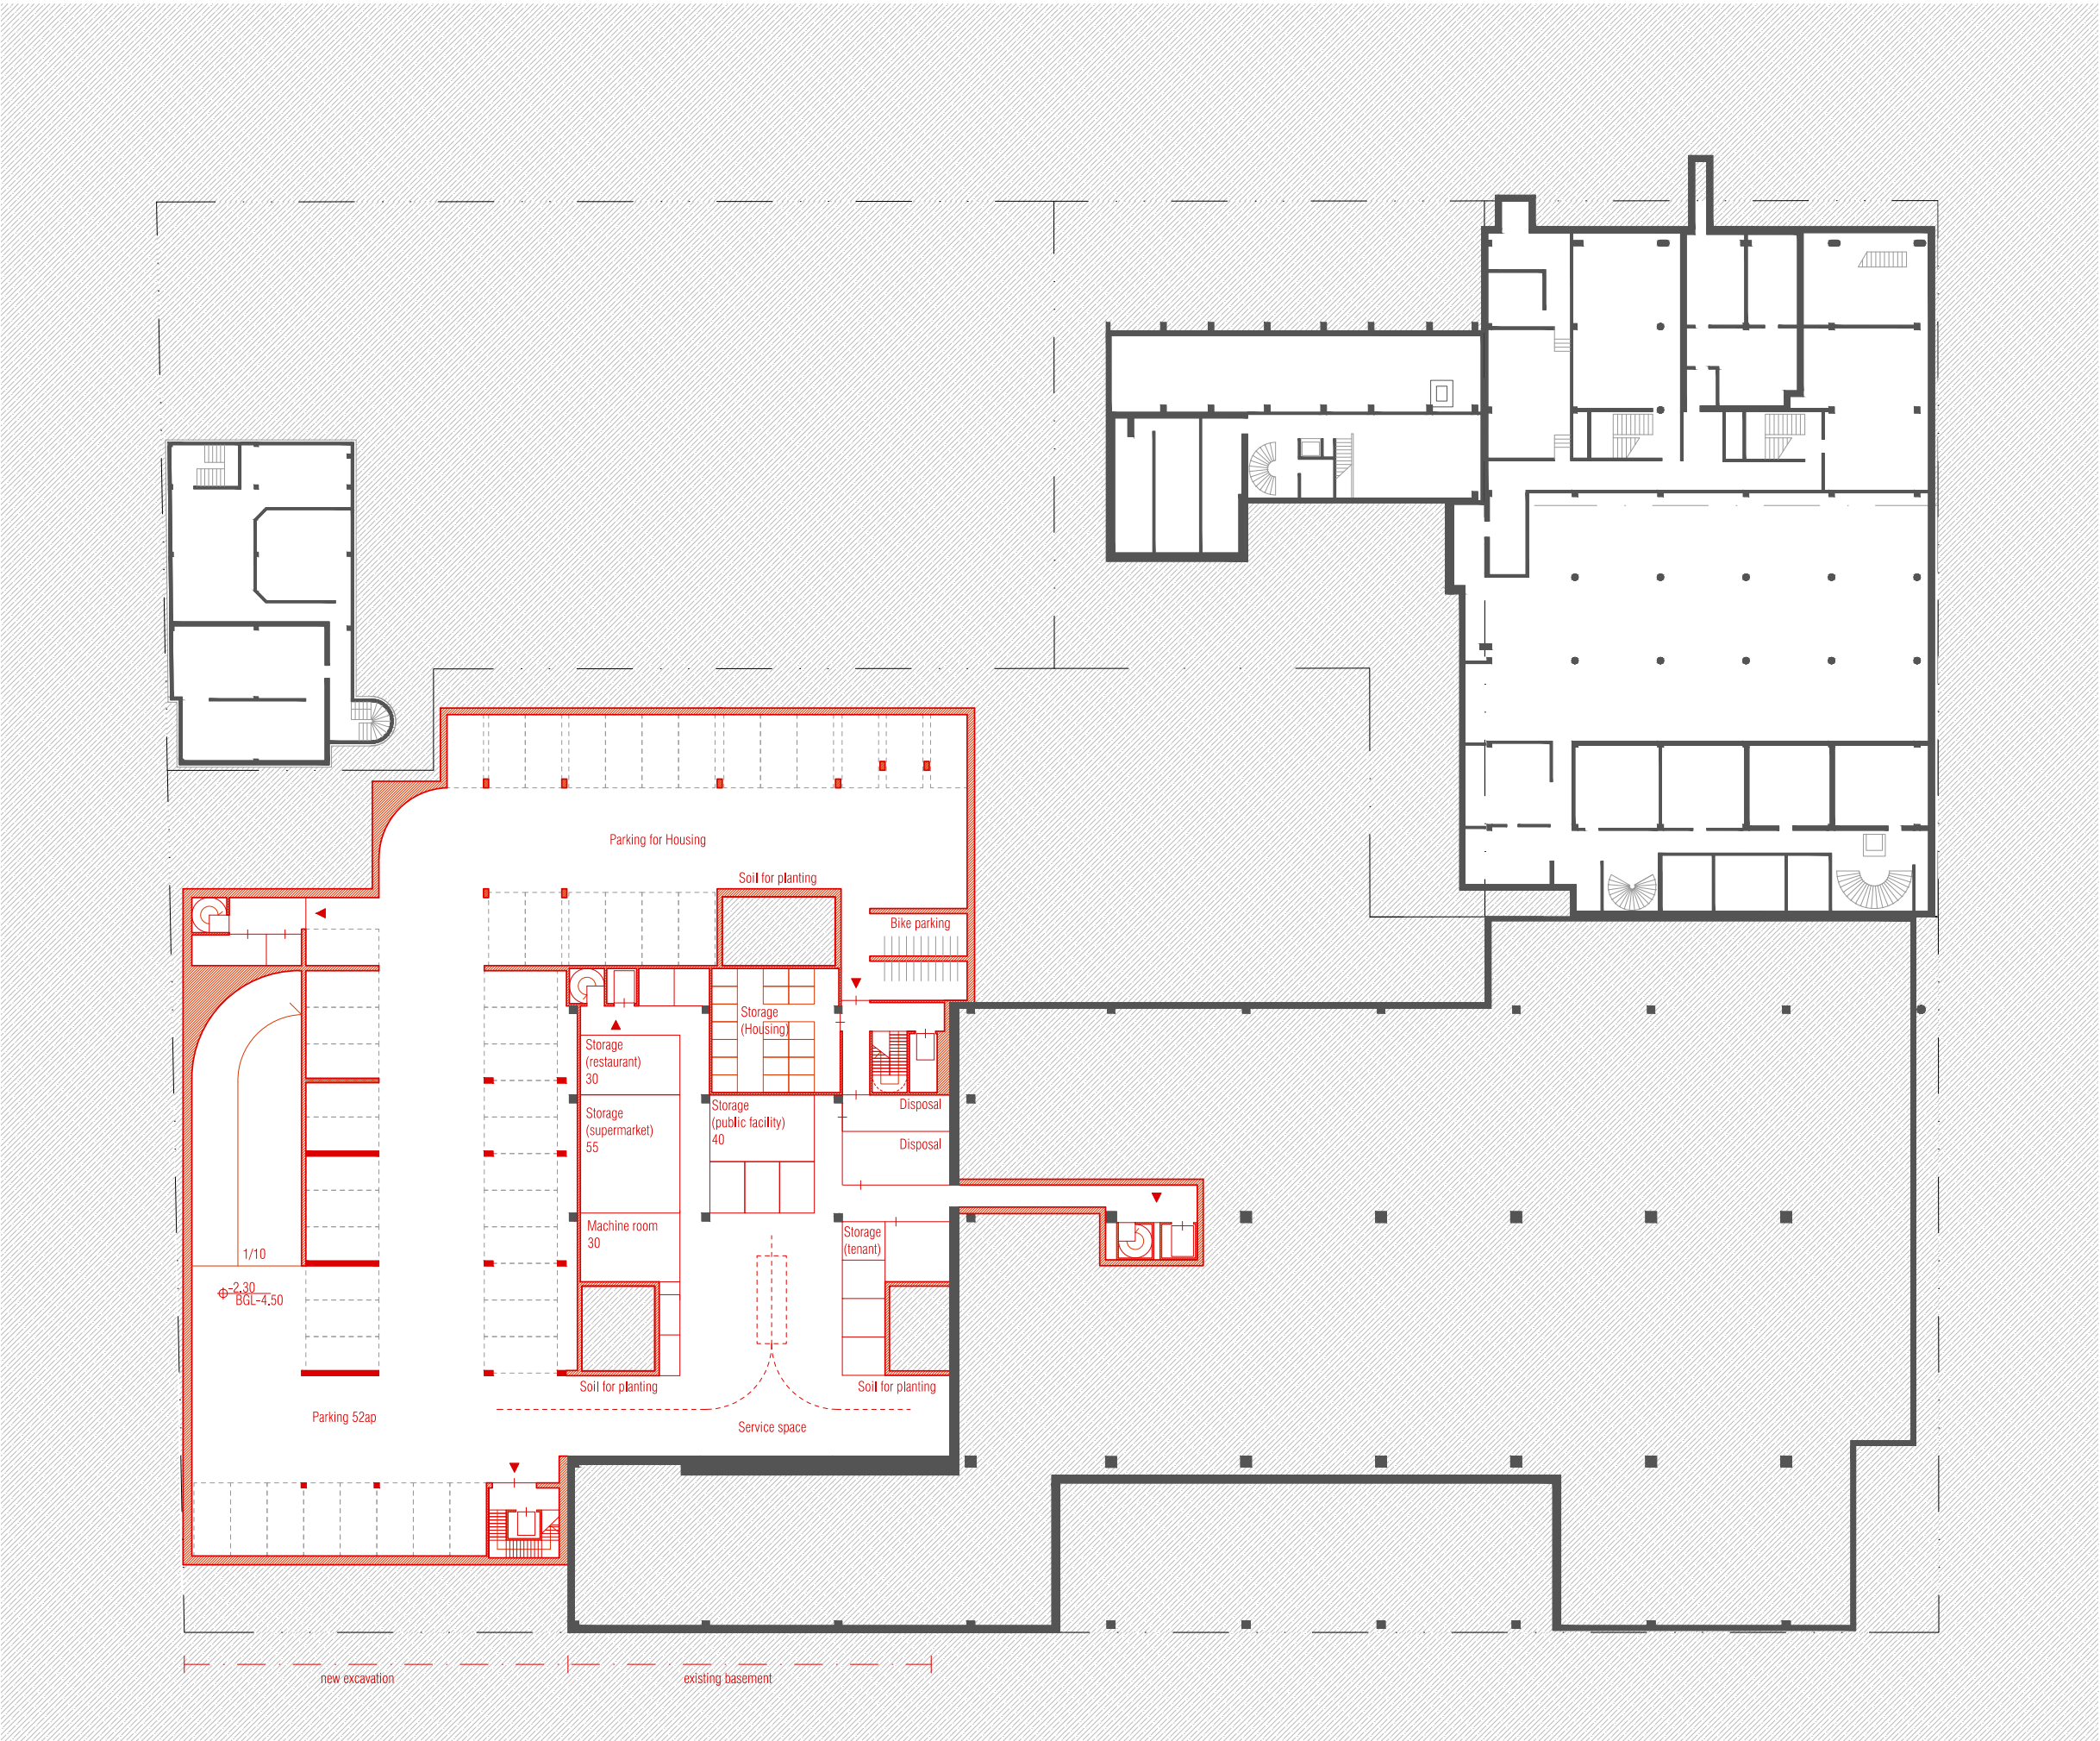 Parking for Housing
Soil for planting
Bike parking
Storage
(Housing)
Storage
(restaurant)
30
Storage
(supermarket)
55
Storage
(public facility)
40
Disposal
Disposal
Machine room
30
Storage
(tenant)
1/10
-2.30
BGL-4.50
Soil for planting
Soil for planting
Parking 52ap
Service space
new excavation
existing basement